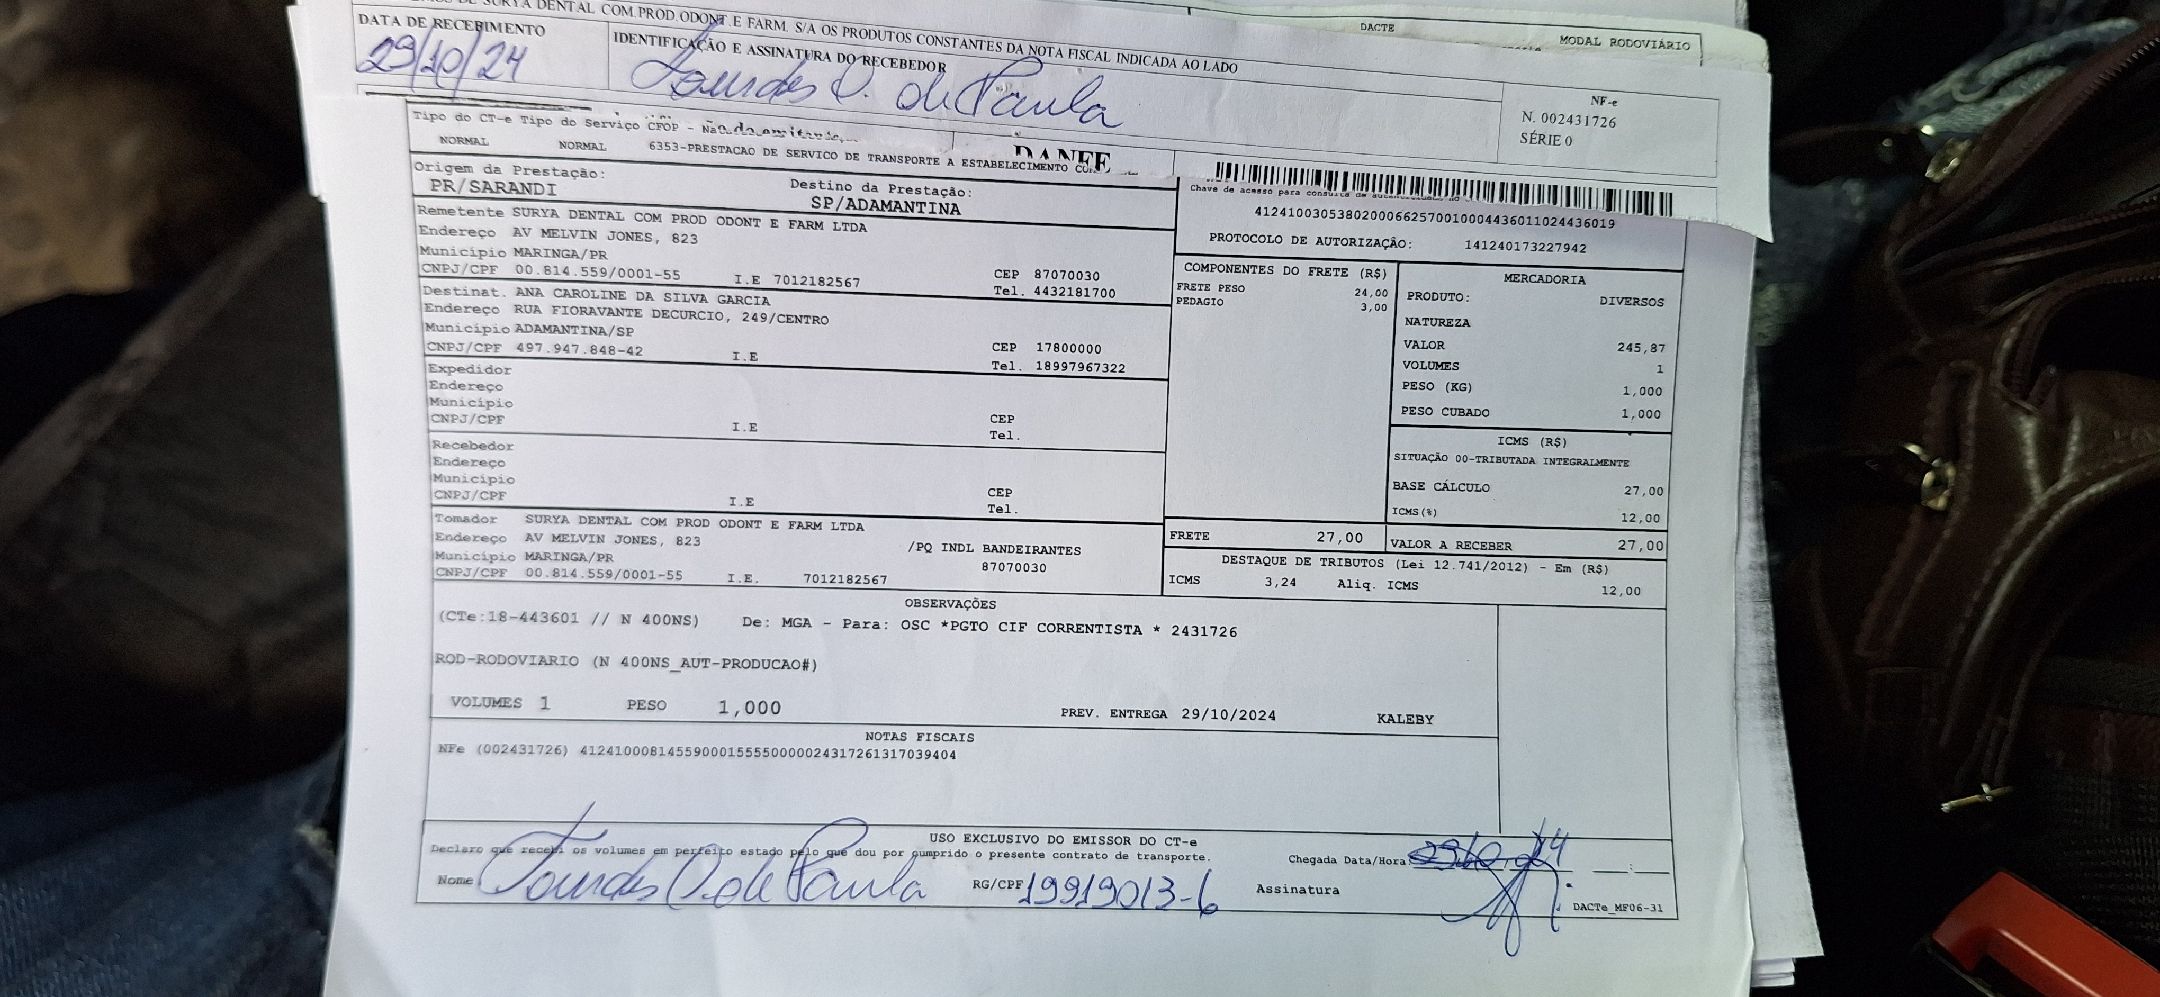 DE SURYA DENTAL COM.PROD.ODONT.E FARM. S/A OS PRODUTOS CONSTANTES DA NOTA FISCAL INDICADA AO LADO
DACTE
MODAL RODOVIÁRIO
DATA DE RECEBIMENTO
29/10/24
IDENTIFICAÇÃO E ASSINATURA DO RECEBEDOR
Lourdes D. de Paula
NF-e
N. 002431726
SÉRIE 0
Tipo do CT-e Tipo do Serviço CFOP -
NORMAL NORMAL 6353-PRESTACAO DE SERVICO DE TRANSPORTE A ESTABELECIMENTO
DANFE
Origem da Prestação:
PR/SARANDI
Destino da Prestação:
SP/ADAMANTINA
Chave de acesso para consulta de
41241003053802000662570010004436011024436019
PROTOCOLO DE AUTORIZAÇÃO: 141240173227942
Remetente SURYA DENTAL COM PROD ODONT E FARM LTDA
Endereço AV MELVIN JONES, 823
Município MARINGA/PR
CNPJ/CPF 00.814.559/0001-55 I.E 7012182567
CEP 87070030
Tel. 4432181700
Destinat. ANA CAROLINE DA SILVA GARCIA
Endereço RUA FIORAVANTE DECURCIO, 249/CENTRO
Município ADAMANTINA/SP
CNPJ/CPF 497.947.848-42 I.E
CEP 17800000
Tel. 18997967322
Expedidor
Endereço
Município
CNPJ/CPF I.E
CEP
Tel.
Recebedor
Endereço
Município
CNPJ/CPF I.E
CEP
Tel.
Tomador SURYA DENTAL COM PROD ODONT E FARM LTDA
Endereço AV MELVIN JONES, 823
/PQ INDL BANDEIRANTES
Município MARINGA/PR
87070030
CNPJ/CPF 00.814.559/0001-55 I.E. 7012182567
COMPONENTES DO FRETE (R$)
FRETE PESO 24,00
PEDAGIO 3,00
MERCADORIA
PRODUTO: DIVERSOS
NATUREZA
VALOR 245,87
VOLUMES 1
PESO (KG) 1,000
PESO CUBADO 1,000
ICMS (R$)
SITUAÇÃO 00-TRIBUTADA INTEGRALMENTE
BASE CÁLCULO 27,00
ICMS(%) 12,00
FRETE 27,00
VALOR A RECEBER 27,00
DESTAQUE DE TRIBUTOS (Lei 12.741/2012) - Em (R$)
ICMS 3,24 Aliq. ICMS 12,00
OBSERVAÇÕES
(CTe:18-443601 // N 400NS) De: MGA - Para: OSC *PGTO CIF CORRENTISTA * 2431726
ROD-RODOVIARIO (N 400NS_AUT-PRODUCAO#)
VOLUMES 1 PESO 1,000 PREV. ENTREGA 29/10/2024 KALEBY
NOTAS FISCAIS
NFe (002431726) 41241000814559000155550000024317261317039404
USO EXCLUSIVO DO EMISSOR DO CT-e
Declaro que recebi os volumes em perfeito estado pelo que dou por cumprido o presente contrato de transporte.
Chegada Data/Hora
Nome Lourdes D. de Paula RG/CPF 19919013-6 Assinatura
DACTe_MF06-31